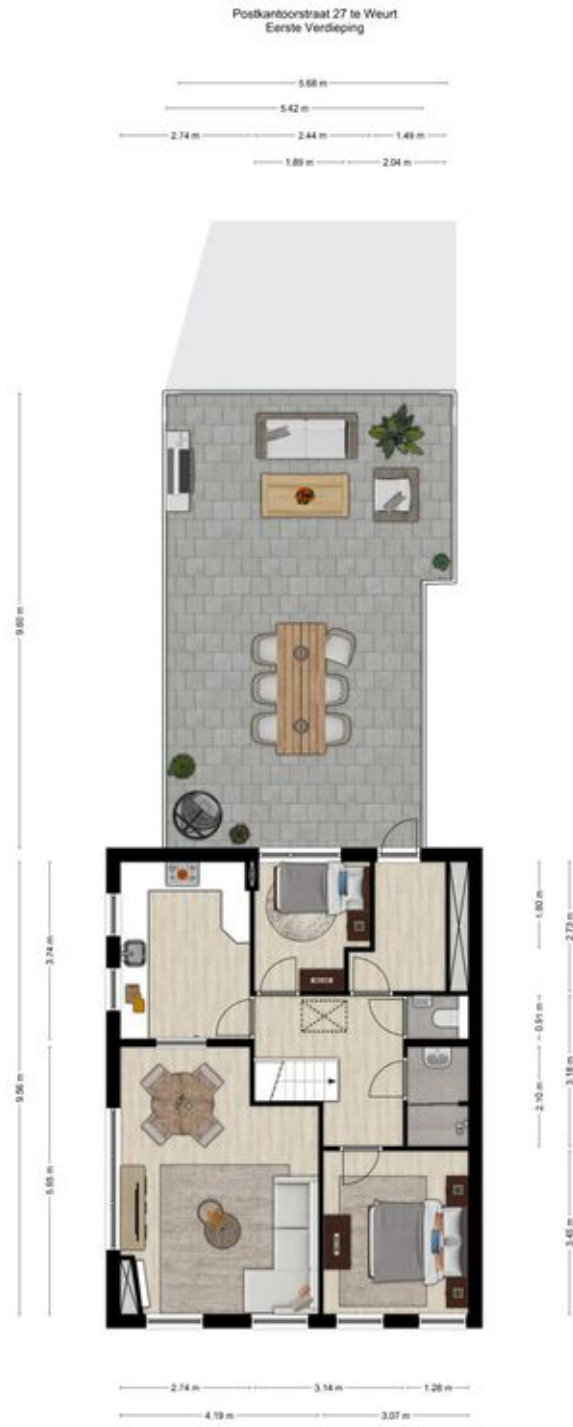 Postkantoorstraat 27 te Weurt
Eerste Verdieping
5.68 m
5.42 m
2.74 m
2.44 m
1.49 m
1.89 m
2.04 m
9.60 m
9.56 m
3.74 m
5.65 m
1.80 m
0.91 m
2.10 m
2.73 m
3.18 m
3.45 m
2.74 m
3.14 m
1.28 m
4.19 m
3.07 m